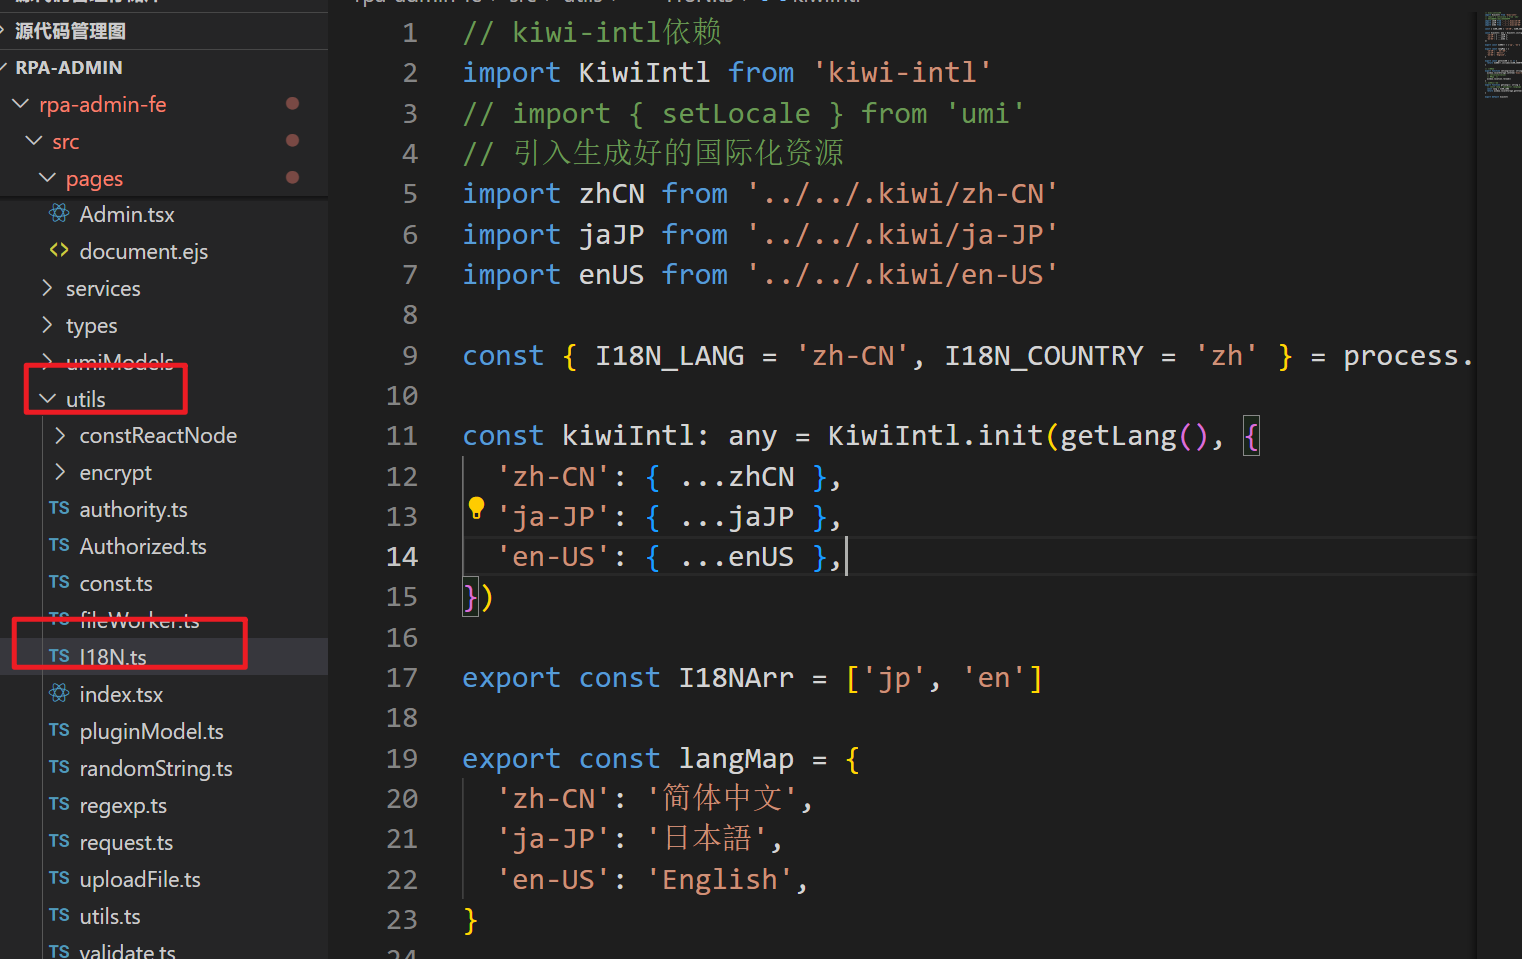 源代码管理图
RPA-ADMIN
rpa-admin-fe
src
pages
Admin.tsx
document.ejs
services
types
umiModels
utils
constReactNode
encrypt
TS authority.ts
TS Authorized.ts
TS const.ts
TS fileWorker.ts
TS I18N.ts
index.tsx
TS pluginModel.ts
TS randomString.ts
TS regexp.ts
TS request.ts
TS uploadFile.ts
TS utils.ts
TS validate.ts
1 // kiwi-intl依赖
2 import KiwiIntl from 'kiwi-intl'
3 // import { setLocale } from 'umi'
4 // 引入生成好的国际化资源
5 import zhCN from '../../.kiwi/zh-CN'
6 import jaJP from '../../.kiwi/ja-JP'
7 import enUS from '../../.kiwi/en-US'
8
9 const { I18N_LANG = 'zh-CN', I18N_COUNTRY = 'zh' } = process.
10
11 const kiwiIntl: any = KiwiIntl.init(getLang(), {
12 'zh-CN': { ...zhCN },
13 'ja-JP': { ...jaJP },
14 'en-US': { ...enUS },
15 })
16
17 export const I18NArr = ['jp', 'en']
18
19 export const langMap = {
20 'zh-CN': '简体中文',
21 'ja-JP': '日本語',
22 'en-US': 'English',
23 }
24